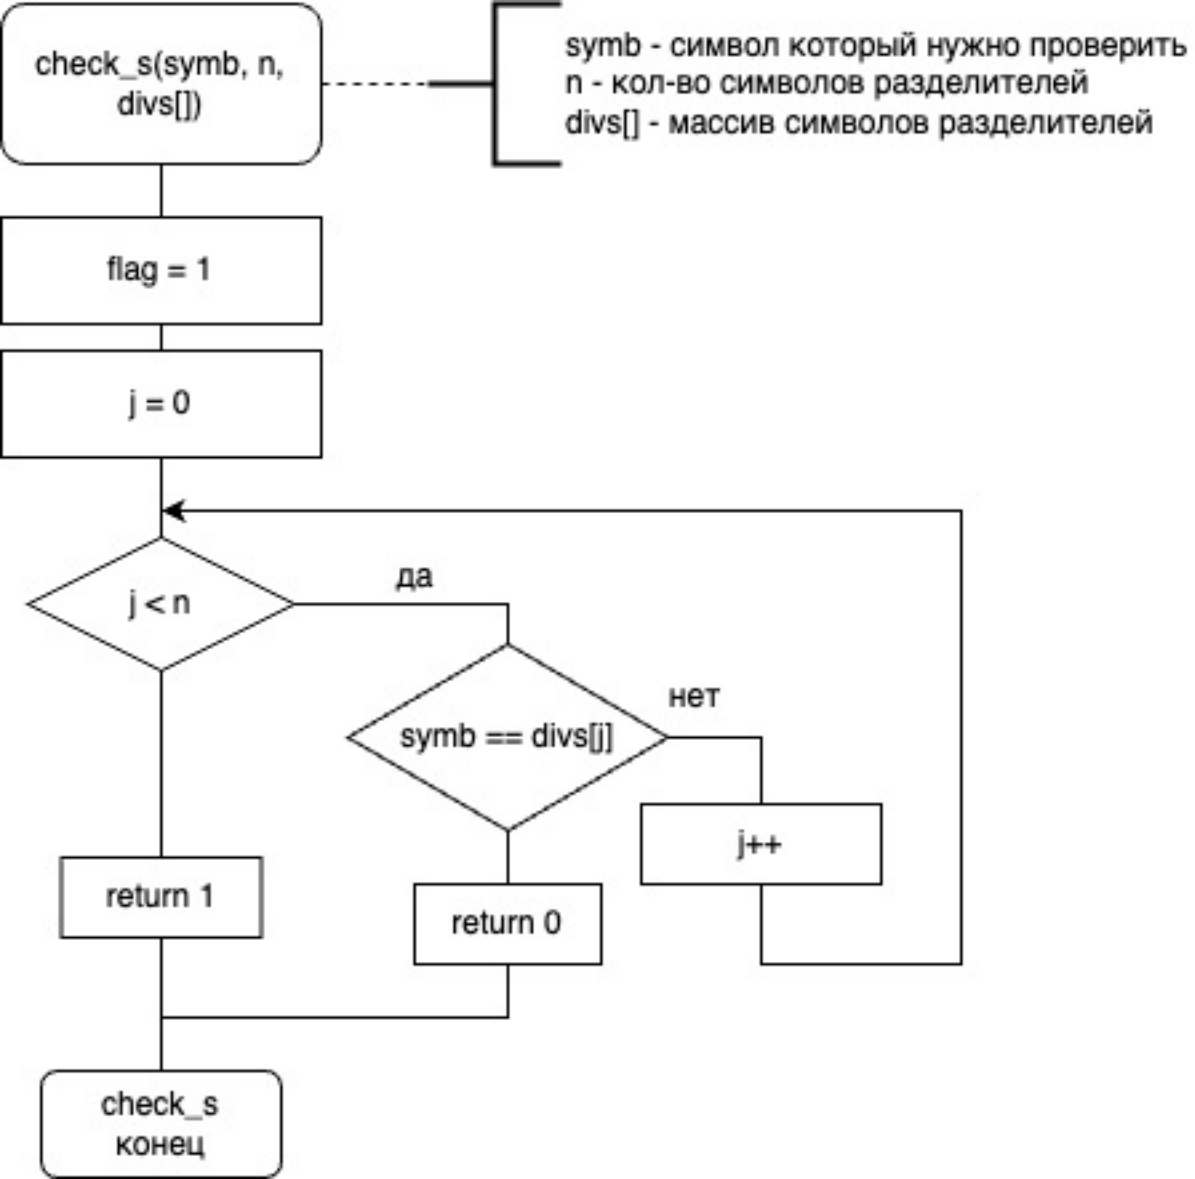 check_s(symb, n,
divs[])
symb - символ который нужно проверить
n - кол-во символов разделителей
divs[] - массив символов разделителей
flag = 1
j = 0
j < n
да
symb == divs[j]
нет
j++
return 1
return 0
check_s
конец